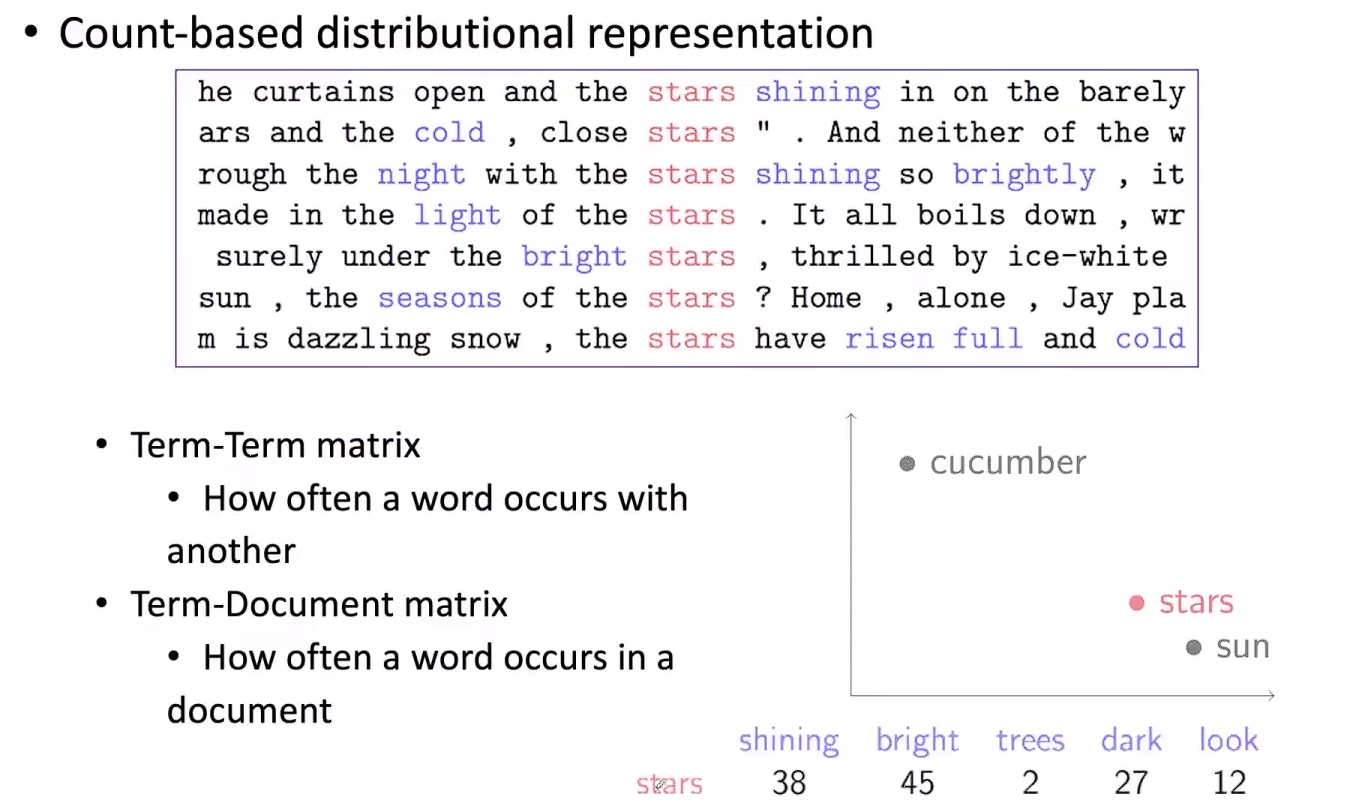 • Count-based distributional representation
he curtains open and the stars shining in on the barely
ars and the cold , close stars " . And neither of the w
rough the night with the stars shining so brightly , it
made in the light of the stars . It all boils down , wr
surely under the bright stars , thrilled by ice-white
sun , the seasons of the stars ? Home , alone , Jay pla
m is dazzling snow , the stars have risen full and cold
• Term-Term matrix
• How often a word occurs with
another
• Term-Document matrix
• How often a word occurs in a
document
cucumber
stars
sun
shining bright trees dark look
stars 38 45 2 27 12